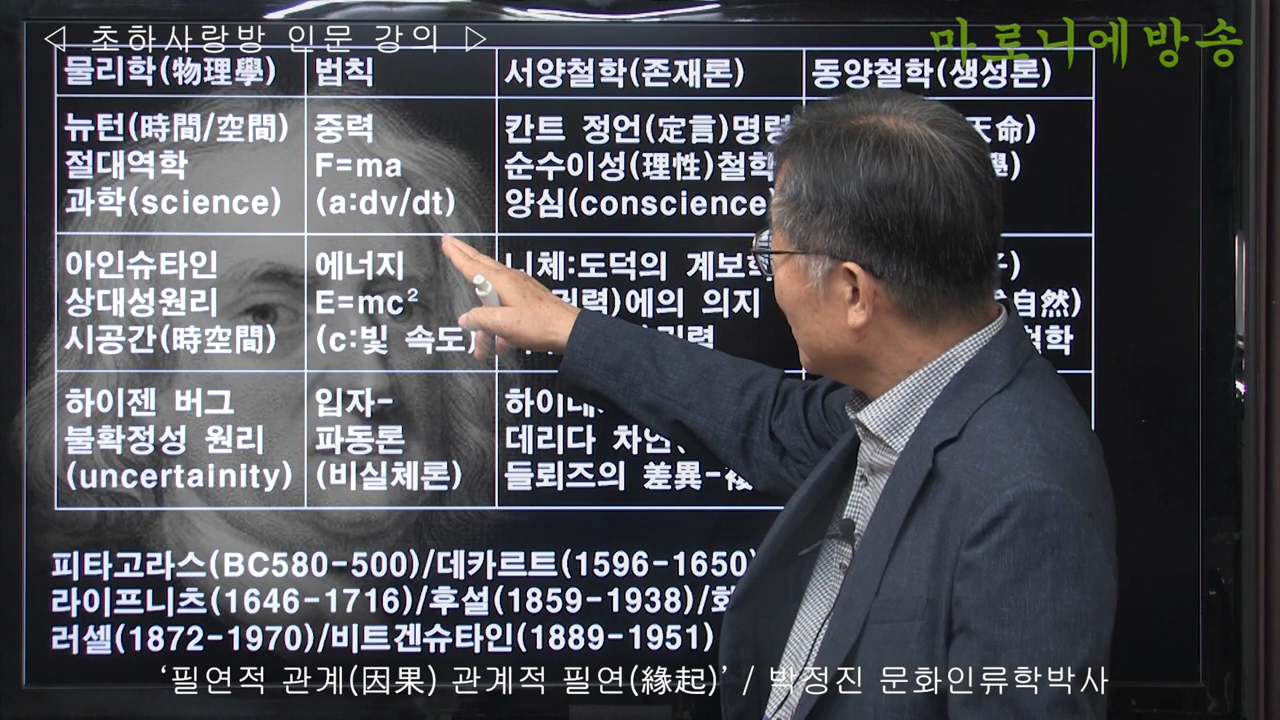 ◁ 초하사랑방 인문 강의 ▷
마로니에방송
물리학(物理學) 법칙 서양철학(존재론) 동양철학(생성론)
뉴턴(時間/空間) 중력 칸트 정언(定言)명령 天命)
절대역학 F=ma 순수이성(理性)철학
과학(science) (a:dv/dt) 양심(conscience)
아인슈타인 에너지 니체:도덕의
상대성원리 E=mc² 에의 의지 自然)
시공간(時空間) (c:빛 속도) 권력
하이젠 버그 입자-
불확정성 원리 파동론 데리다
(uncertainity) (비실체론) 들뢰즈의 差異-
피타고라스(BC580-500)/데카르트(1596-1650)
라이프니츠(1646-1716)/후설(1859-1938)/화
러셀(1872-1970)/비트겐슈타인(1889-1951)
‘필연적 관계(因果) 관계적 필연(緣起)’ / 박정진 문화인류학박사